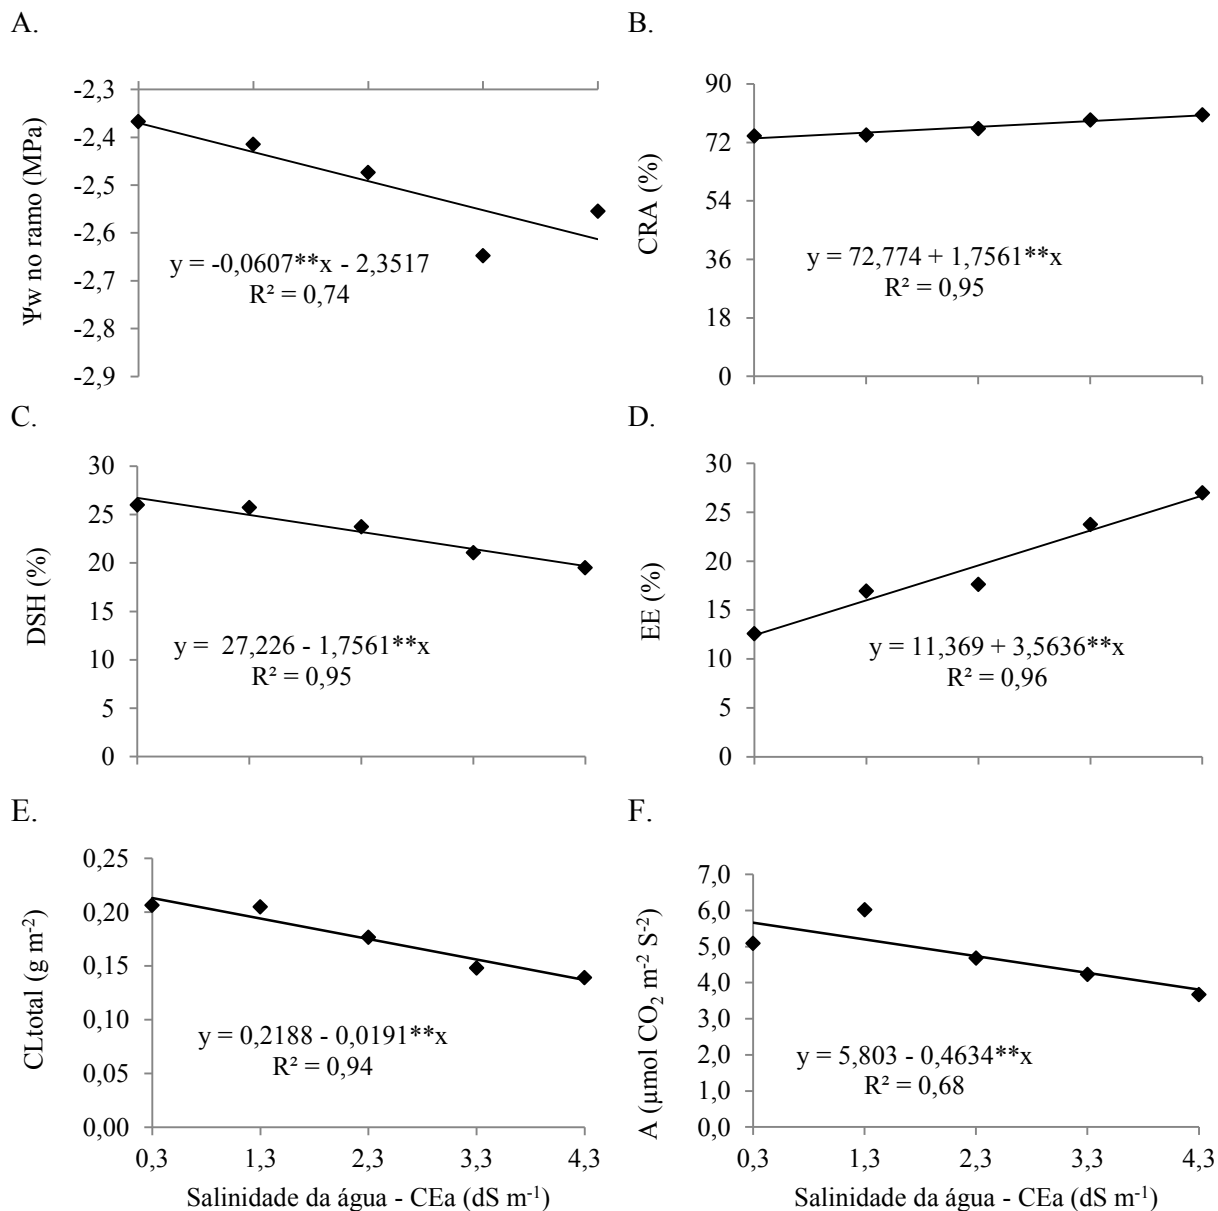 A.
-2,3
-2,4
-2,5
-2,6
-2,7
-2,8
-2,9
Ψw no ramo (MPa)
y = -0,0607**x - 2,3517
R² = 0,74
B.
90
72
54
36
18
0
CRA (%)
y = 72,774 + 1,7561**x
R² = 0,95
C.
30
25
20
15
10
5
0
DSH (%)
y =  27,226 - 1,7561**x
R² = 0,95
D.
30
25
20
15
10
5
0
EE (%)
y = 11,369 + 3,5636**x
R² = 0,96
E.
0,25
0,20
0,15
0,10
0,05
0,00
CLtotal (g m⁻²)
y = 0,2188 - 0,0191**x
R² = 0,94
0,3 1,3 2,3 3,3 4,3
Salinidade da água - CEa (dS m⁻¹)
F.
7,0
6,0
5,0
4,0
3,0
2,0
1,0
0,0
A (µmol CO₂ m⁻² S⁻²)
y = 5,803 - 0,4634**x
R² = 0,68
0,3 1,3 2,3 3,3 4,3
Salinidade da água - CEa (dS m⁻¹)